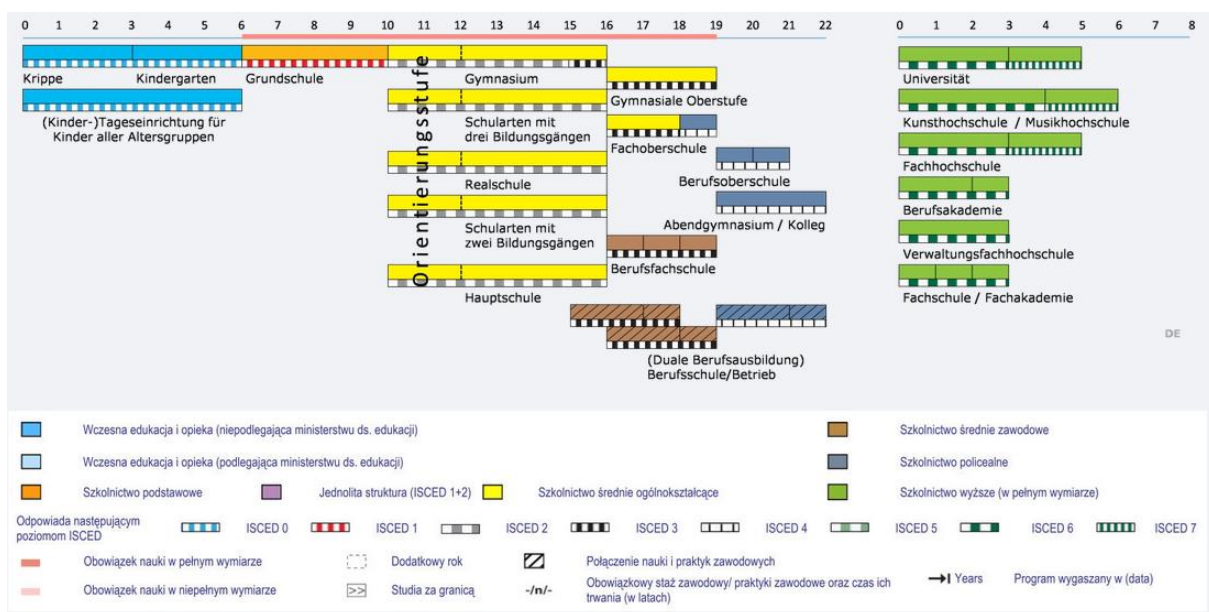 0 1 2 3 4 5 6 7 8 9 10 11 12 13 14 15 16 17 18 19 20 21 22
0 1 2 3 4 5 6 7 8
Krippe
Kindergarten
Grundschule
Orientierungsstufe
Gymnasium
Gymnasiale Oberstufe
(Kinder-)Tageseinrichtung für
Kinder aller Altersgruppen
Schularten mit
drei Bildungsgängen
Fachoberschule
Realschule
Berufsoberschule
Schularten mit
zwei Bildungsgängen
Abendgymnasium / Kolleg
Berufsfachschule
Hauptschule
(Duale Berufsausbildung)
Berufsschule/Betrieb
Universität
Kunsthochschule / Musikhochschule
Fachhochschule
Berufsakademie
Verwaltungsfachhochschule
Fachschule / Fachakademie
DE
Wczesna edukacja i opieka (niepodlegająca ministerstwu ds. edukacji)
Szkolnictwo średnie zawodowe
Wczesna edukacja i opieka (podlegająca ministerstwu ds. edukacji)
Szkolnictwo policealne
Szkolnictwo podstawowe
Jednolita struktura (ISCED 1+2)
Szkolnictwo średnie ogólnokształcące
Szkolnictwo wyższe (w pełnym wymiarze)
Odpowiada następującym
poziomom ISCED
ISCED 0
ISCED 1
ISCED 2
ISCED 3
ISCED 4
ISCED 5
ISCED 6
ISCED 7
Obowiązek nauki w pełnym wymiarze
Dodatkowy rok
Połączenie nauki i praktyk zawodowych
Obowiązek nauki w niepełnym wymiarze
>> Studia za granicą
-/n/- Obowiązkowy staż zawodowy/ praktyki zawodowe oraz czas ich
trwania (w latach)
Years Program wygaszany w (data)